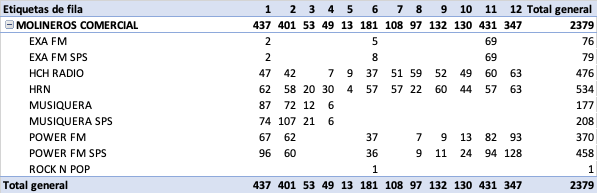 Etiquetas de fila 1 2 3 4 5 6 7 8 9 10 11 12 Total general
MOLINEROS COMERCIAL 437 401 53 49 13 181 108 97 132 130 431 347 2379
EXA FM 2 5 69 76
EXA FM SPS 2 8 69 79
HCH RADIO 47 42 7 9 37 51 59 52 49 60 63 476
HRN 62 58 20 30 4 57 57 22 60 44 57 63 534
MUSIQUERA 87 72 12 6 177
MUSIQUERA SPS 74 107 21 6 208
POWER FM 67 62 37 7 9 13 82 93 370
POWER FM SPS 96 60 36 9 11 24 94 128 458
ROCK N POP 1 1
Total general 437 401 53 49 13 181 108 97 132 130 431 347 2379